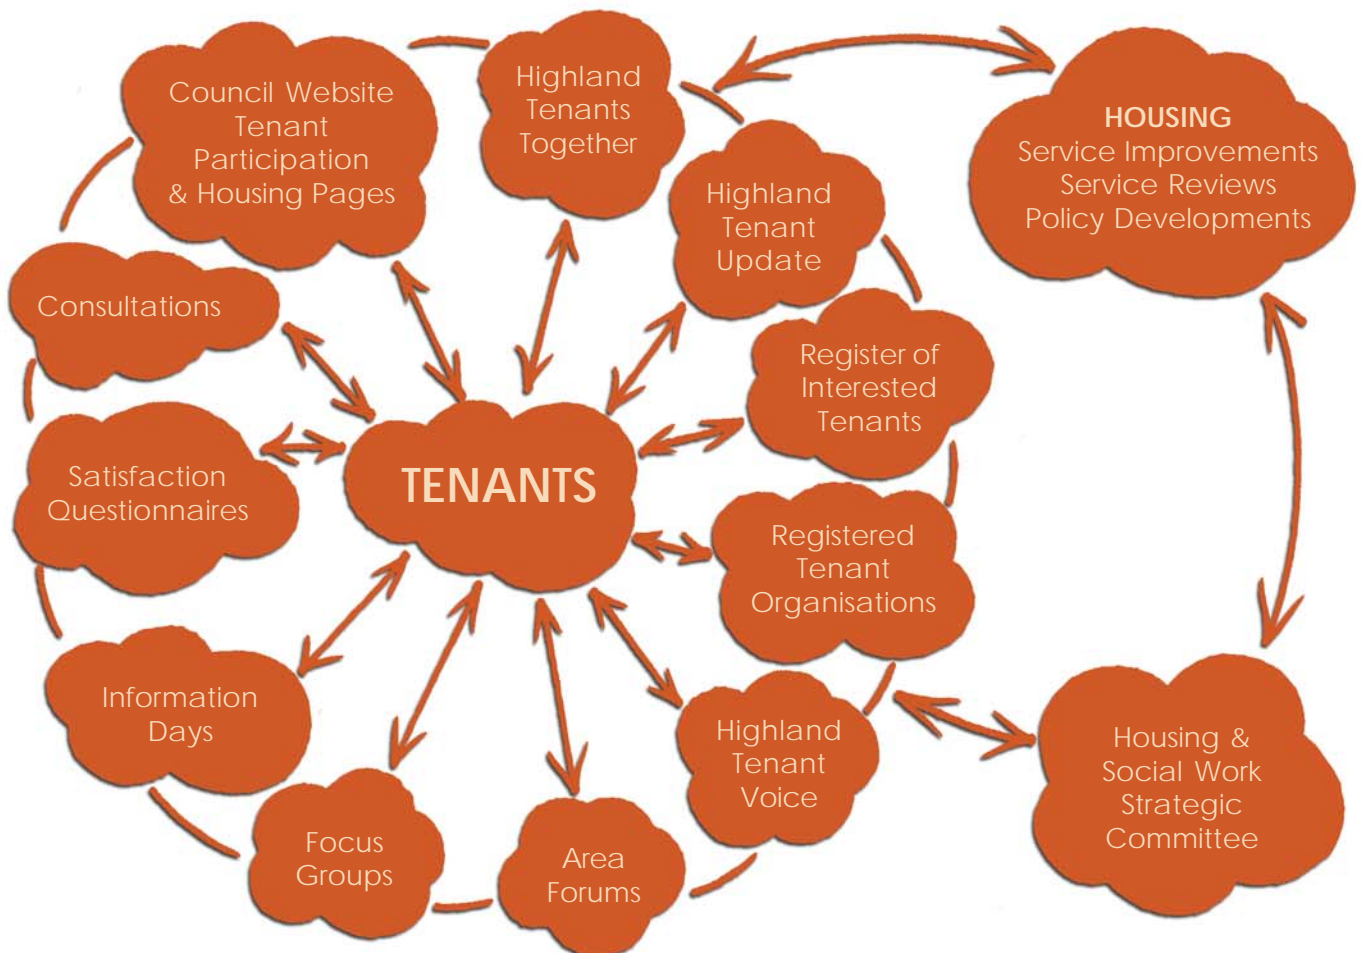 Council Website
Tenant
Participation
& Housing Pages
Highland
Tenants
Together
HOUSING
Service Improvements
Service Reviews
Policy Developments
Highland
Tenant
Update
Consultations
Register of
Interested
Tenants
TENANTS
Satisfaction
Questionnaires
Registered
Tenant
Organisations
Information
Days
Highland
Tenant
Voice
Housing &
Social Work
Strategic
Committee
Focus
Groups
Area
Forums